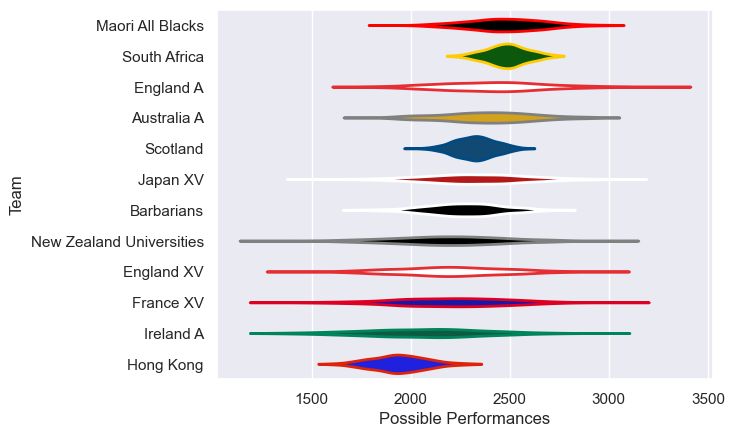 Maori All Blacks
South Africa
England A
Australia A
Scotland
Japan XV
Barbarians
New Zealand Universities
England XV
France XV
Ireland A
Hong Kong
Team
1500 2000 2500 3000 3500
Possible Performances